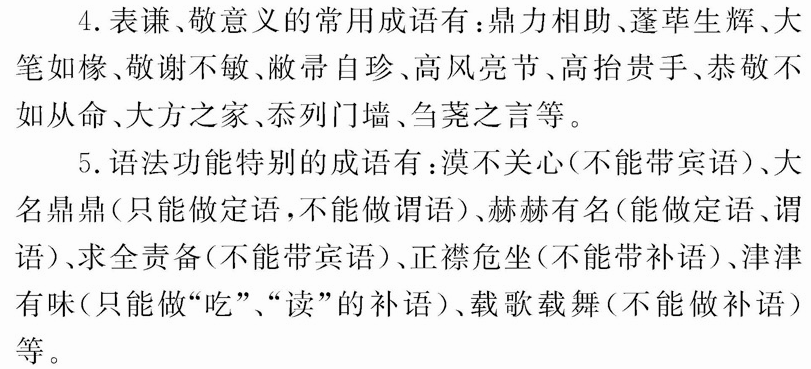 4. 表谦、敬意义的常用成语有:鼎力相助、蓬荜生辉、大
笔如椽、敬谢不敏、敝帚自珍、高风亮节、高抬贵手、恭敬不
如从命、大方之家、忝列门墙、刍荛之言等。
5. 语法功能特别的成语有:漠不关心(不能带宾语)、大
名鼎鼎(只能做定语,不能做谓语)、赫赫有名(能做定语、谓
语)、求全责备(不能带宾语)、正襟危坐(不能带补语)、津津
有味(只能做“吃”、“读”的补语)、载歌载舞(不能做补语)
等。